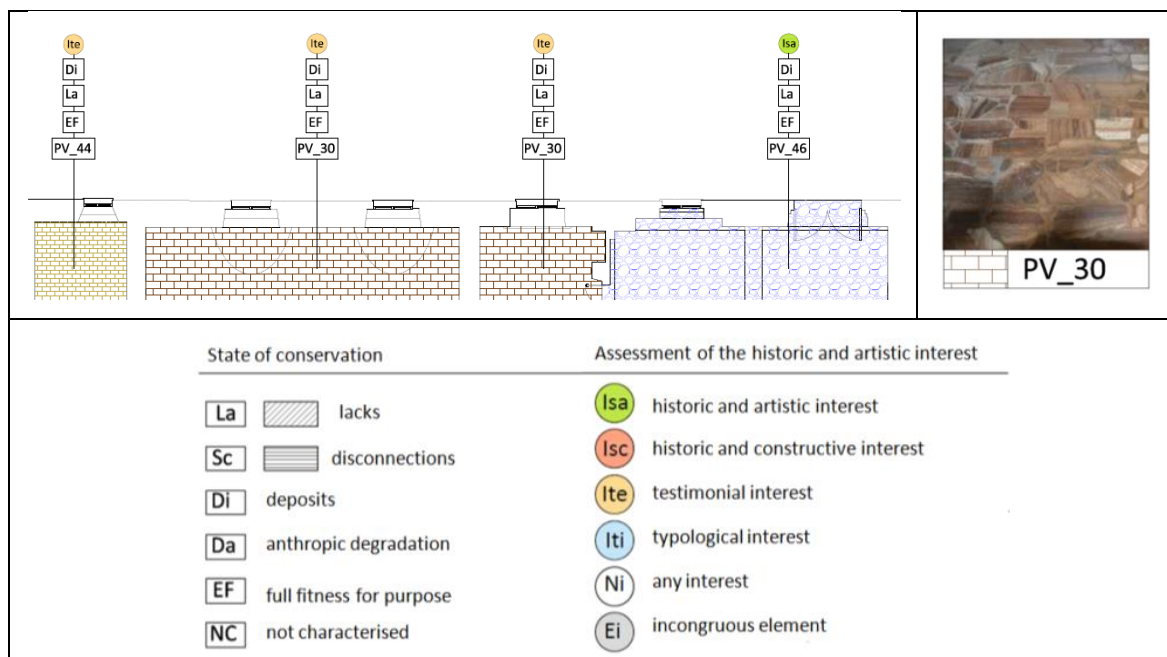 Ite Ite Ite Isa
Di Di Di Di
La La La La
EF EF EF EF
PV_44 PV_30 PV_30 PV_46
PV_30
State of conservation
La lacks
Sc disconnections
Di deposits
Da anthropic degradation
EF full fitness for purpose
NC not characterised
Assessment of the historic and artistic interest
Isa historic and artistic interest
Isc historic and constructive interest
Ite testimonial interest
Iti typological interest
Ni any interest
Ei incongruous element